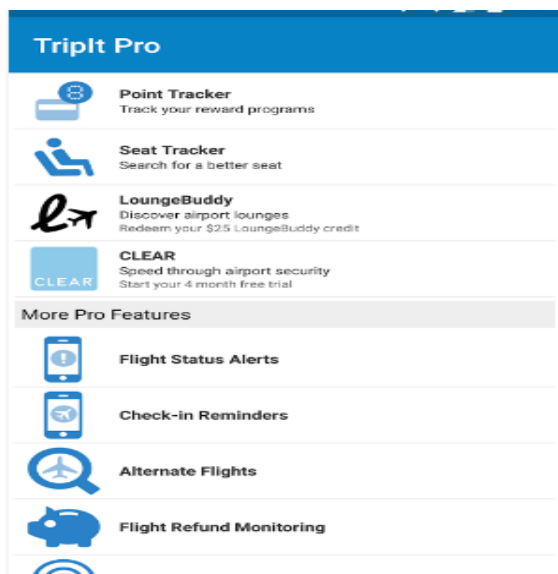 TripIt Pro
8
Point Tracker
Track your reward programs
Seat Tracker
Search for a better seat
LoungeBuddy
Discover airport lounges
Redeem your $25 LoungeBuddy credit
CLEAR
CLEAR
Speed through airport security
Start your 4 month free trial
More Pro Features
Flight Status Alerts
Check-in Reminders
Alternate Flights
Flight Refund Monitoring